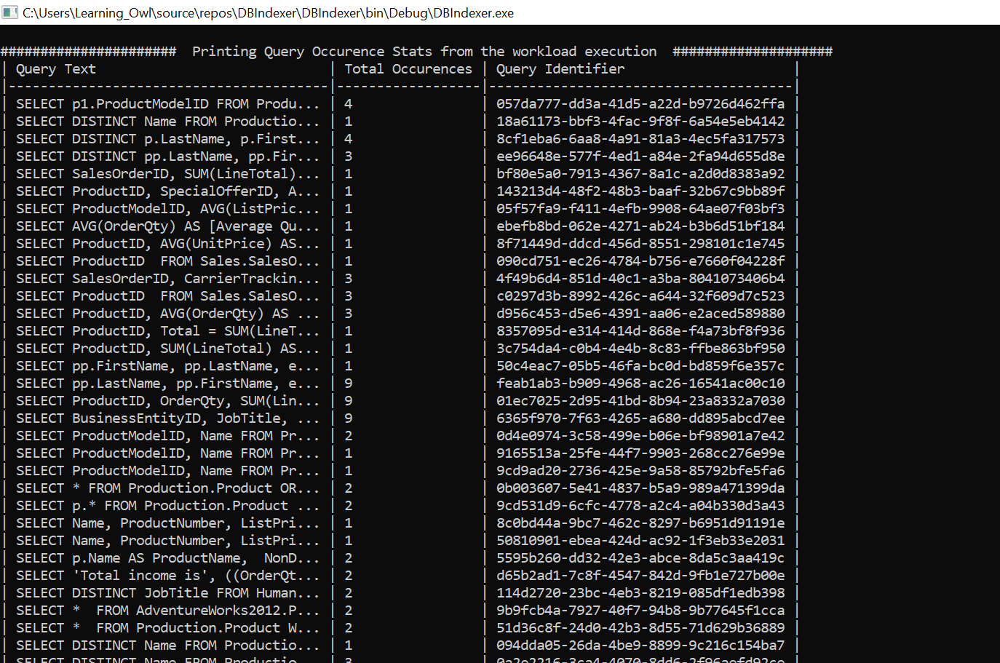 C:\Users\Learning_Owl\source\repos\DBIndexer\DBIndexer\bin\Debug\DBIndexer.exe
###################### Printing Query Occurence Stats from the workload execution ####################
| Query Text | Total Occurences | Query Identifier |
|----------------------------------------|------------------|--------------------------------------|
| SELECT p1.ProductModelID FROM Produ... | 4 | 057da777-dd3a-41d5-a22d-b9726d462ffa |
| SELECT DISTINCT Name FROM Productio... | 1 | 18a61173-bbf3-4fac-9f8f-6a54e5eb4142 |
| SELECT DISTINCT p.LastName, p.First... | 4 | 8cf1eba6-6aa8-4a91-81a3-4ec5fa317573 |
| SELECT DISTINCT pp.LastName, pp.Fir... | 3 | ee96648e-577f-4ed1-a84e-2fa94d655d8e |
| SELECT SalesOrderID, SUM(LineTotal)... | 1 | bf80e5a0-7913-4367-8a1c-a2d0d8383a92 |
| SELECT ProductID, SpecialOfferID, A... | 1 | 143213d4-48f2-48b3-baaf-32b67c9bb89f |
| SELECT ProductModelID, AVG(ListPric... | 1 | 05f57fa9-f411-4efb-9908-64ae07f03bf3 |
| SELECT AVG(OrderQty) AS [Average Qu... | 1 | ebefb8bd-062e-4271-ab24-b3b6d51bf184 |
| SELECT ProductID, AVG(UnitPrice) AS... | 1 | 8f71449d-ddcd-456d-8551-298101c1e745 |
| SELECT ProductID  FROM Sales.SalesO... | 1 | 090cd751-ec26-4784-b756-e7660f04228f |
| SELECT SalesOrderID, CarrierTrackin... | 3 | 4f49b6d4-851d-40c1-a3ba-8041073406b4 |
| SELECT ProductID  FROM Sales.SalesO... | 3 | c0297d3b-8992-426c-a644-32f609d7c523 |
| SELECT ProductID, AVG(OrderQty) AS ... | 3 | d956c453-d5e6-4391-aa06-e2aced589880 |
| SELECT ProductID, Total = SUM(LineT... | 1 | 8357095d-e314-414d-868e-f4a73bf8f936 |
| SELECT ProductID, SUM(LineTotal) AS... | 1 | 3c754da4-c0b4-4e4b-8c83-ffbe863bf950 |
| SELECT pp.FirstName, pp.LastName, e... | 1 | 50c4eac7-05b5-46fa-bc0d-bd859f6e357c |
| SELECT pp.LastName, pp.FirstName, e... | 9 | feab1ab3-b909-4968-ac26-16541ac00c10 |
| SELECT ProductID, OrderQty, SUM(Lin... | 9 | 01ec7025-2d95-41bd-8b94-23a8332a7030 |
| SELECT BusinessEntityID, JobTitle, ... | 9 | 6365f970-7f63-4265-a680-dd895abcd7ee |
| SELECT ProductModelID, Name FROM Pr... | 2 | 0d4e0974-3c58-499e-b06e-bf98901a7e42 |
| SELECT ProductModelID, Name FROM Pr... | 1 | 9165513a-25fe-44f7-9903-268cc276e99e |
| SELECT ProductModelID, Name FROM Pr... | 1 | 9cd9ad20-2736-425e-9a58-85792bfe5fa6 |
| SELECT * FROM Production.Product OR... | 2 | 0b003607-5e41-4837-b5a9-989a471399da |
| SELECT p.* FROM Production.Product ... | 2 | 9cd531d9-6cfc-4778-a2c4-a04b330d3a43 |
| SELECT Name, ProductNumber, ListPri... | 1 | 8c0bd44a-9bc7-462c-8297-b6951d91191e |
| SELECT Name, ProductNumber, ListPri... | 1 | 50810901-ebea-424d-ac92-1f3eb33e2031 |
| SELECT p.Name AS ProductName,  NonD... | 2 | 5595b260-dd32-42e3-abce-8da5c3aa419c |
| SELECT 'Total income is', ((OrderQt... | 2 | d65b2ad1-7c8f-4547-842d-9fb1e727b00e |
| SELECT DISTINCT JobTitle FROM Human... | 2 | 114d2720-23bc-4eb3-8219-085df1edb398 |
| SELECT *  FROM AdventureWorks2012.P... | 2 | 9b9fcb4a-7927-40f7-94b8-9b77645f1cca |
| SELECT *  FROM Production.Product W... | 2 | 51d36c8f-24d0-42b3-8d55-71d629b36889 |
| SELECT DISTINCT Name FROM Productio... | 1 | 094dda05-26da-4be9-8899-9c216c154ba7 |
| SELECT DISTINCT Name FROM Productio... | 3 |